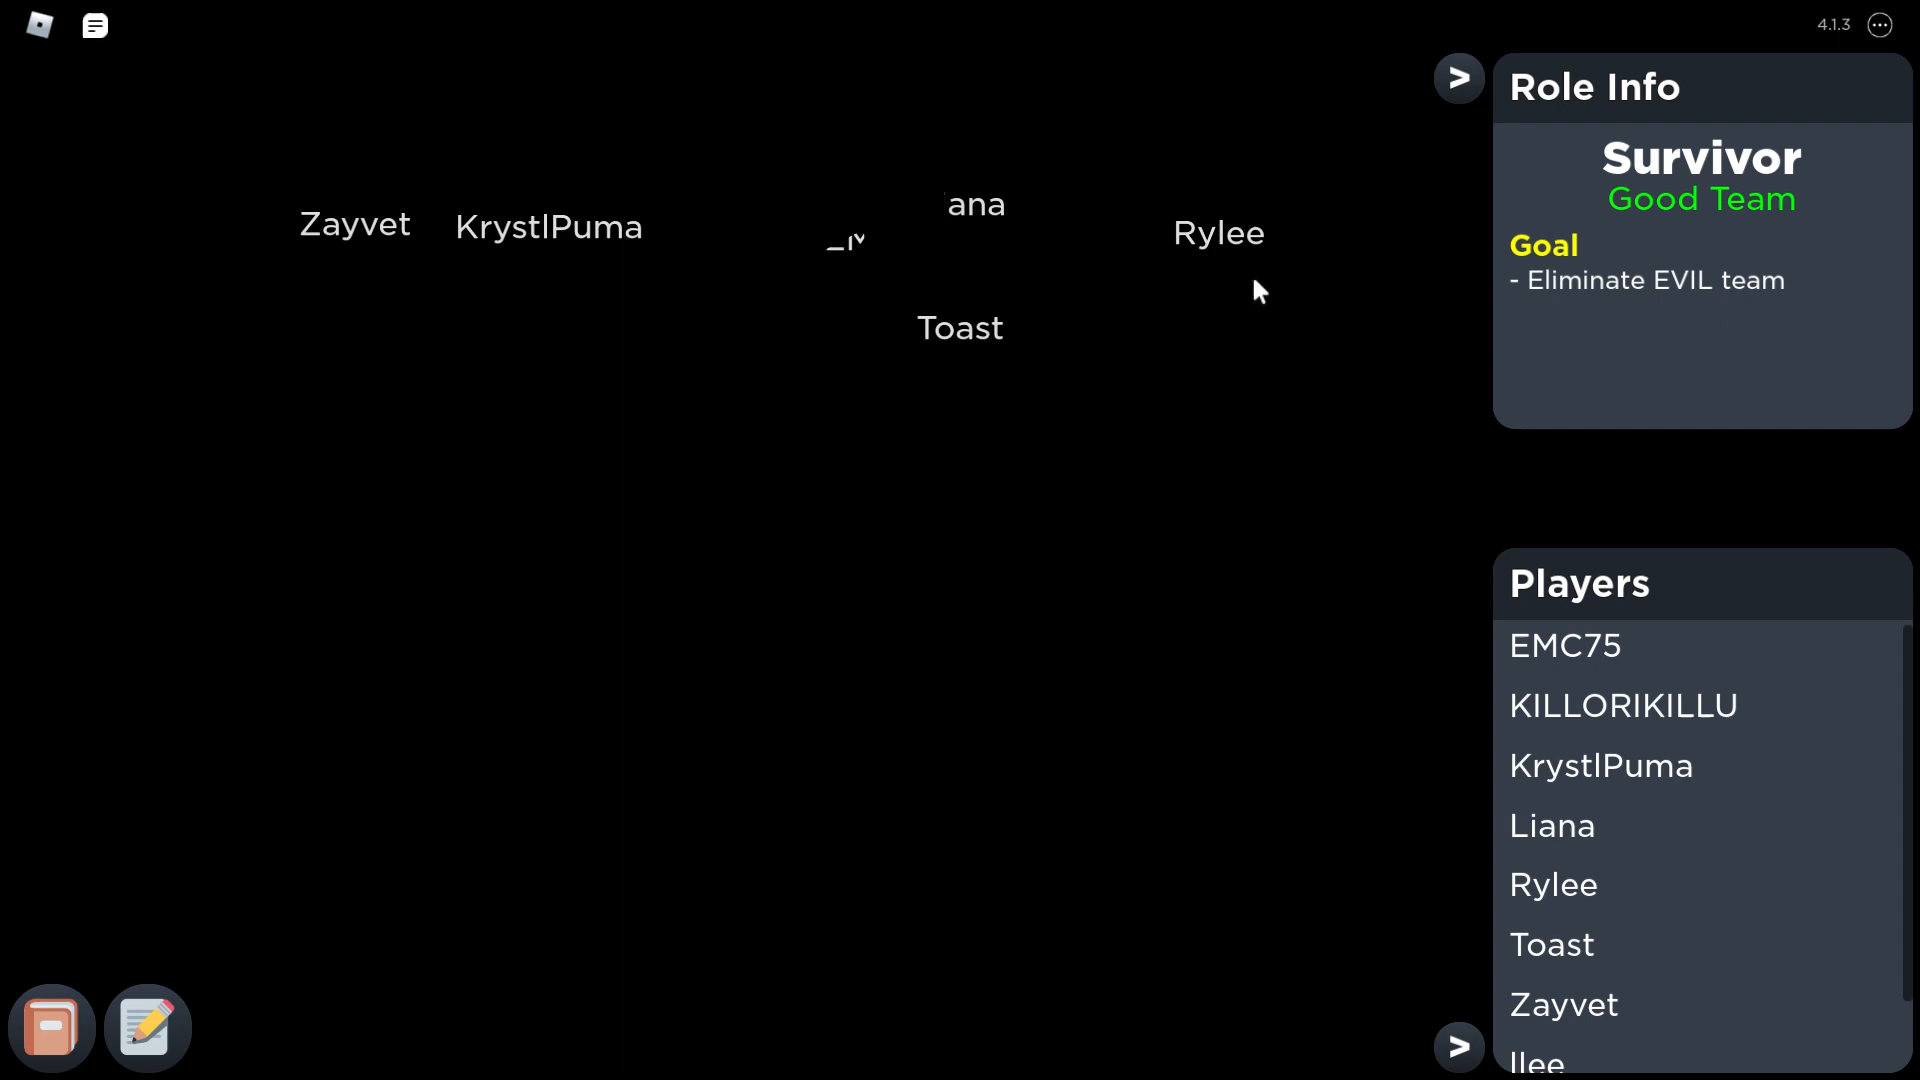 4.1.3
> Role Info
Survivor
Good Team
Goal
- Eliminate EVIL team
Zayvet KrystlPuma ana Rylee
Toast
Players
EMC75
KILLORIKILLU
KrystlPuma
Liana
Rylee
Toast
Zayvet
>